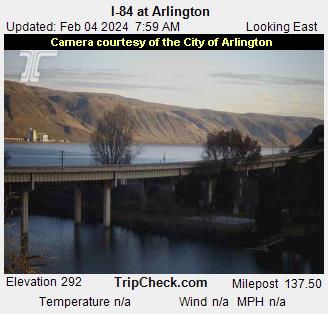 I-84 at Arlington
Updated: Feb 04 2024 7:59 AM Looking East
Camera courtesy of the City of Arlington
Elevation 292 TripCheck.com Milepost 137.50
Temperature n/a Wind n/a MPH n/a